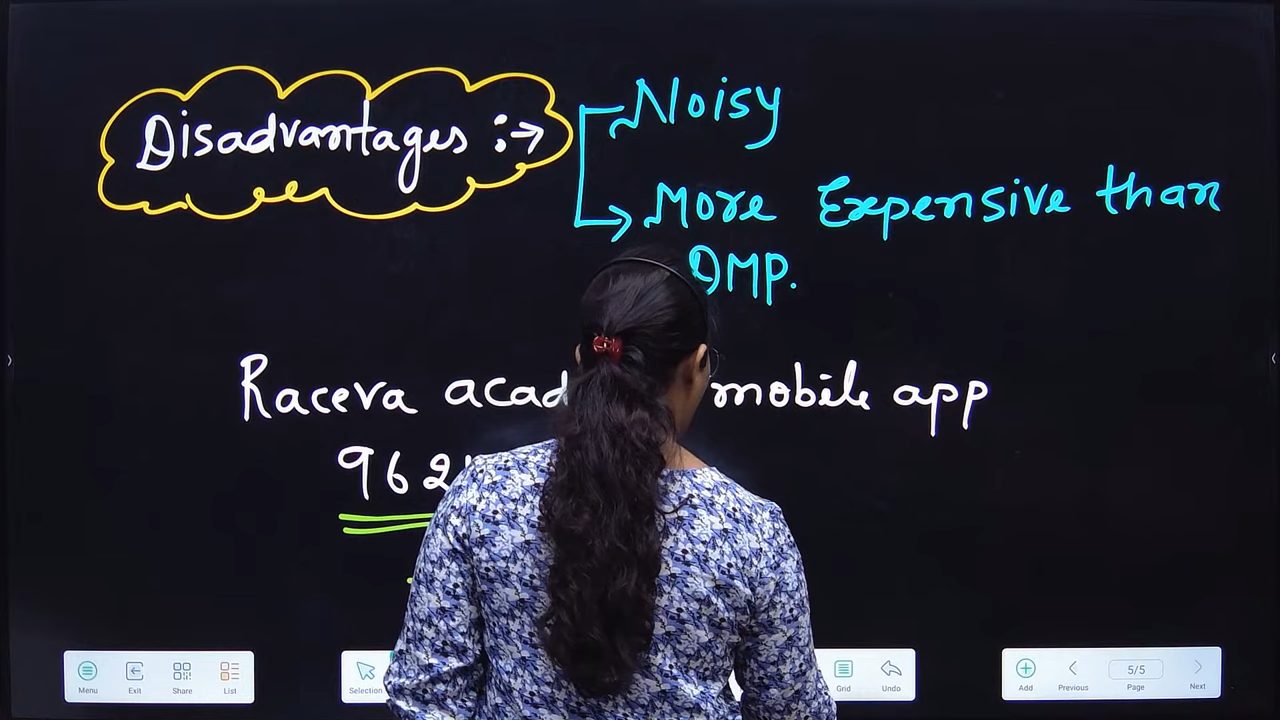 Disadvantages :→
Noisy
→ More Expensive than
DMP.
Raceva mobile app
962
Menu Exit Share List Selection Grid Undo Add Previous 5/5 Page Next